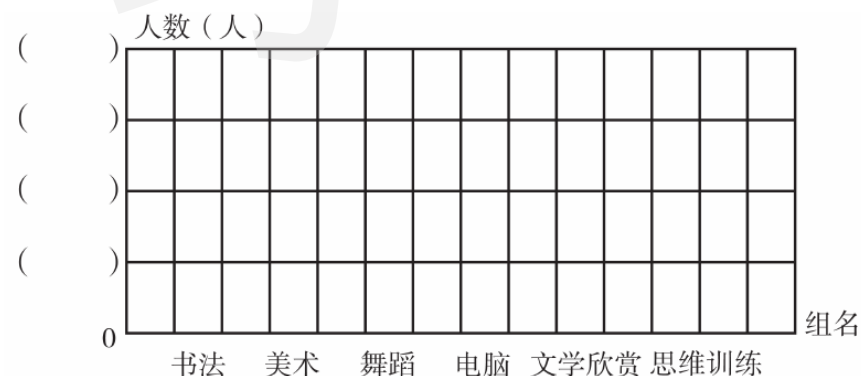 人数（人）
（ ）
（ ）
（ ）
（ ）
0
组名
书法 美术 舞蹈 电脑 文学欣赏 思维训练